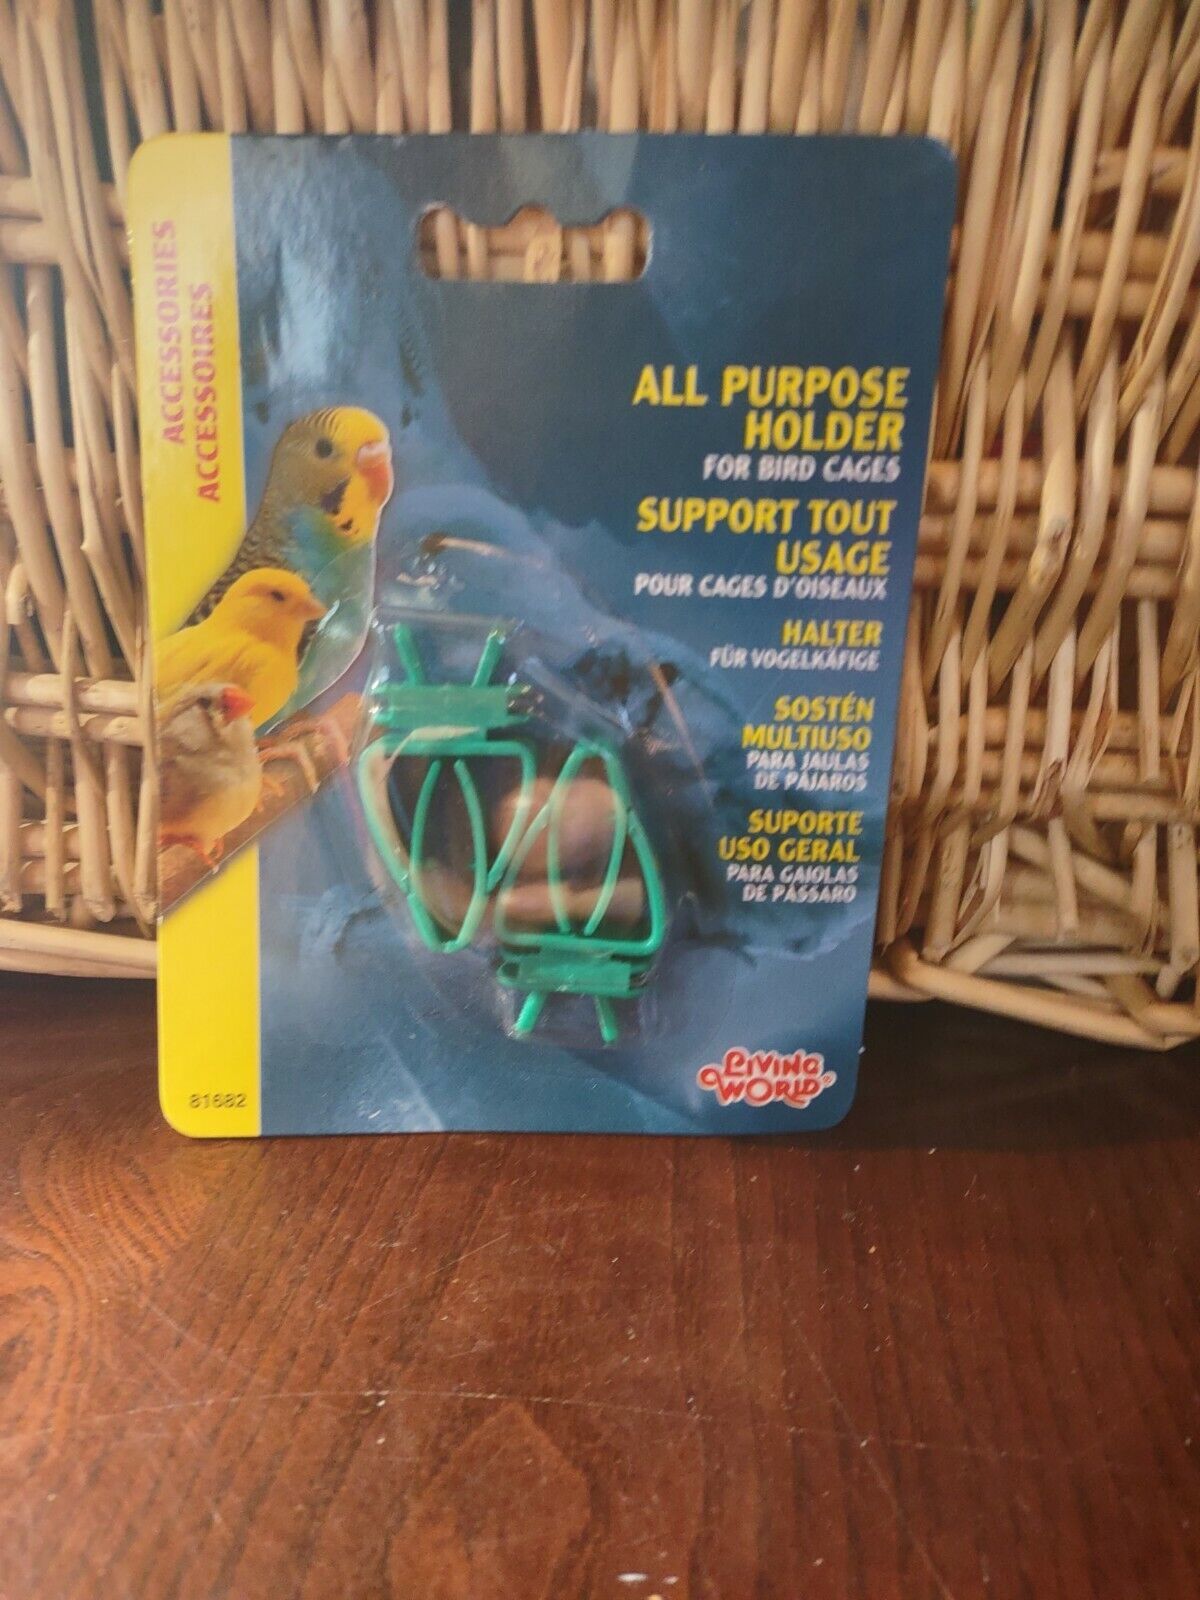 ACCESSORIES
ACCESSOIRES
ALL PURPOSE
HOLDER
FOR BIRD CAGES
SUPPORT TOUT
USAGE
POUR CAGES D'OISEAUX
HALTER
FÜR VOGELKÄFIGE
SOSTÉN
MULTIUSO
PARA JAULAS
DE PÁJAROS
SUPORTE
USO GERAL
PARA GAIOLAS
DE PÁSSARO
LIVING
WORLD®
81682